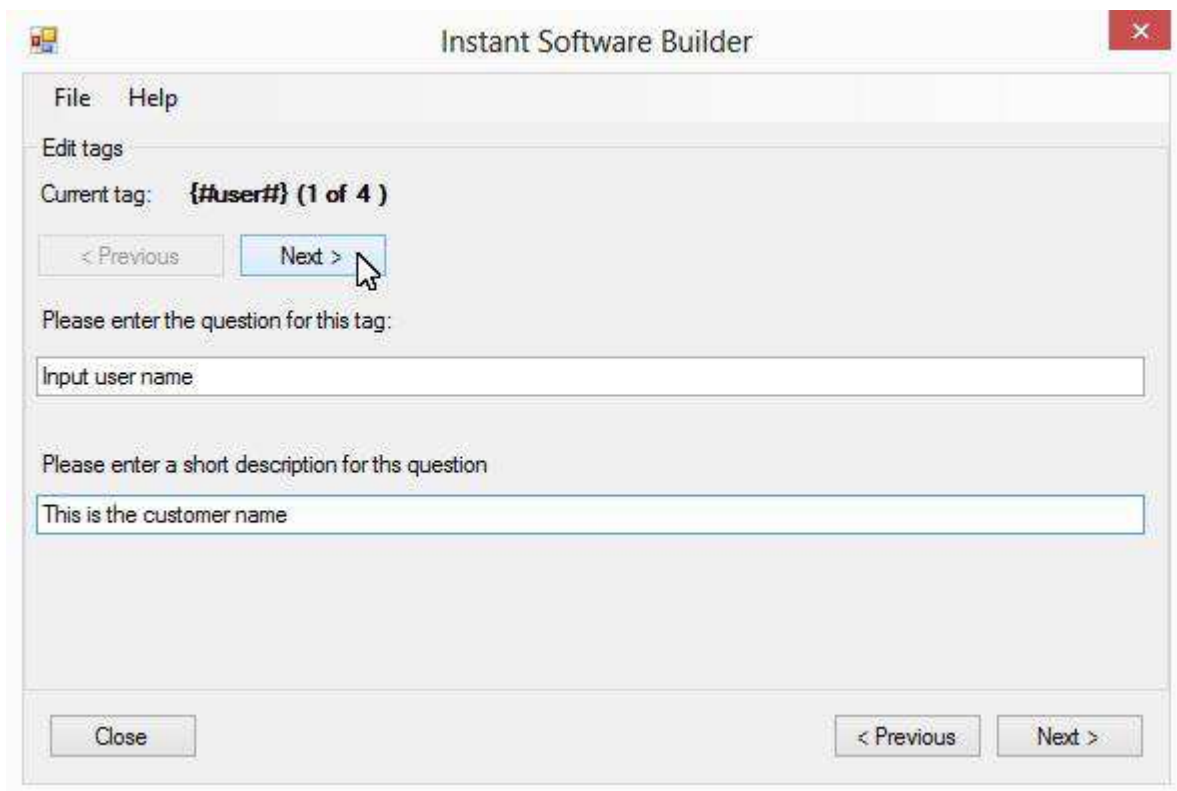 Instant Software Builder
File Help
Edit tags
Current tag: {#user#} (1 of 4 )
< Previous Next >
Please enter the question for this tag:
Input user name
Please enter a short description for ths question
This is the customer name
Close < Previous Next >